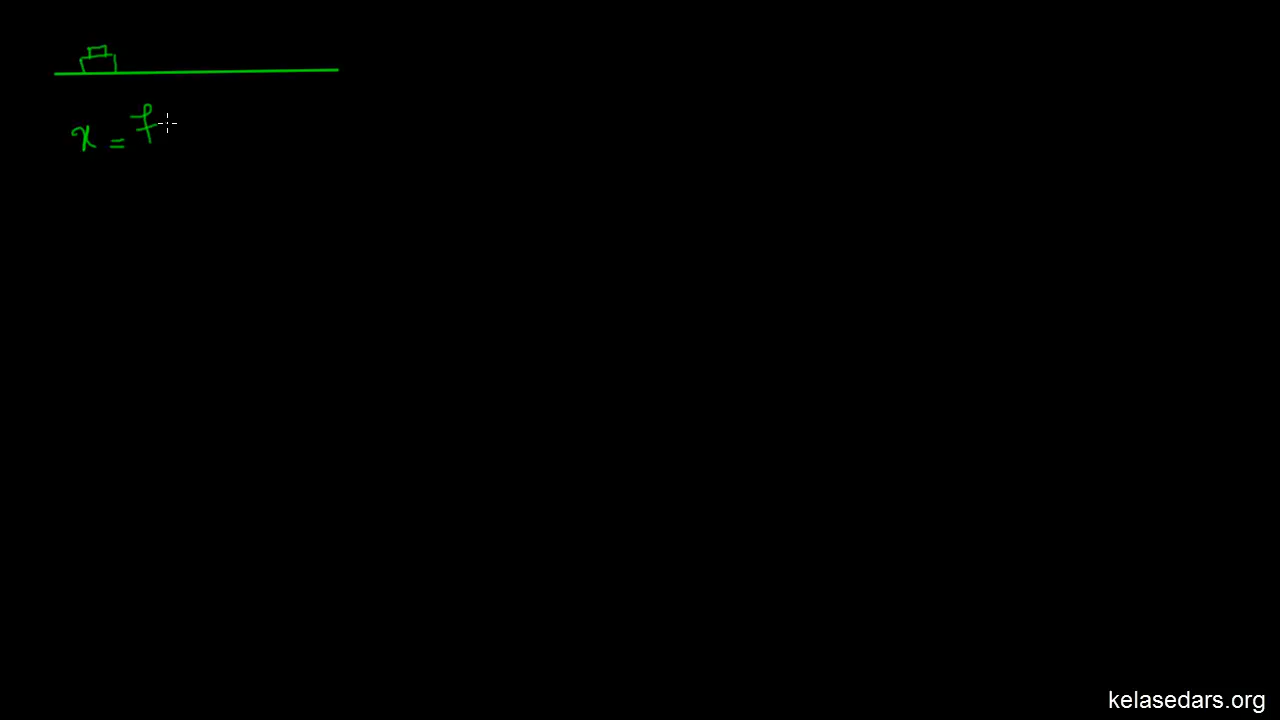 x = f
kelasedars.org